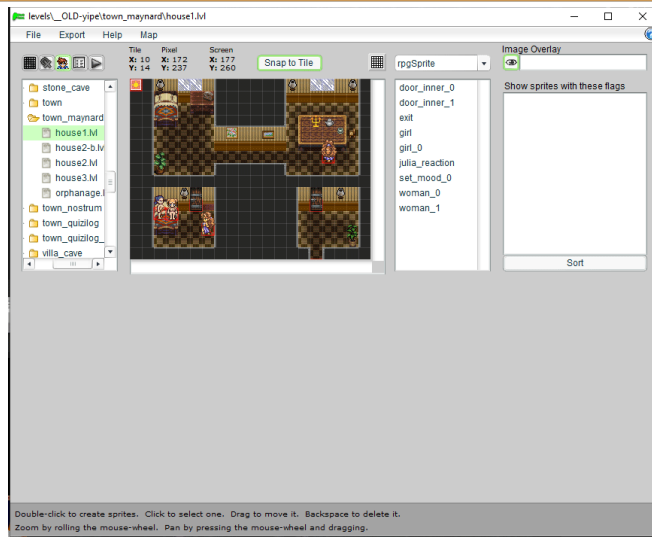 levels\__OLD-yipe\town_maynard\house1.lvl
File Export Help Map
Tile Pixel Screen
X: 10 X: 172 X: 177
Y: 14 Y: 237 Y: 260
Snap to Tile
rpgSprite
Image Overlay
Show sprites with these flags
stone_cave
town
town_maynard
house1.lvl
house2-b.lv
house2.lvl
house3.lvl
orphanage.l
town_nostrum
town_quizilog
town_quizilog_
villa_cave
door_inner_0
door_inner_1
exit
girl
girl_0
julia_reaction
set_mood_0
woman_0
woman_1
Sort
Double-click to create sprites. Click to select one. Drag to move it. Backspace to delete it.
Zoom by rolling the mouse-wheel. Pan by pressing the mouse-wheel and dragging.